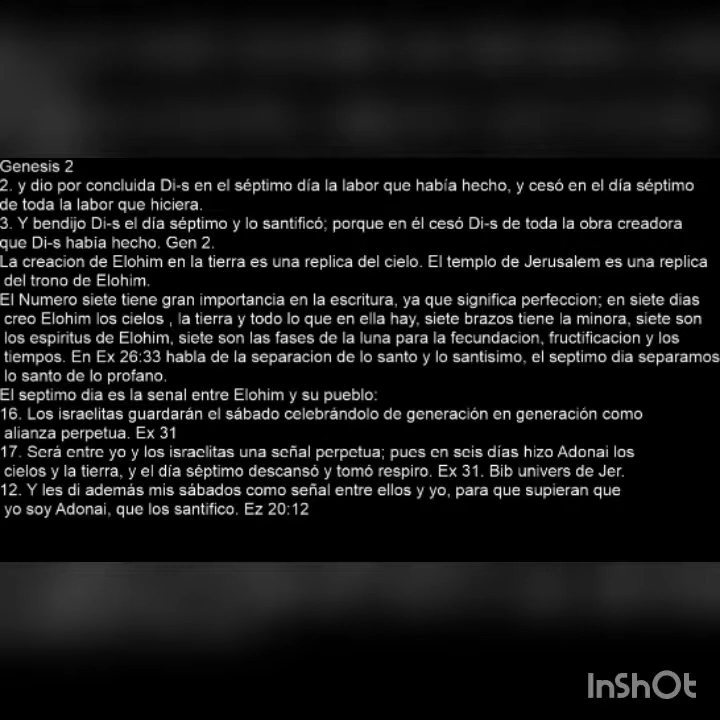 Genesis 2
2. y dio por concluida Di-s en el séptimo día la labor que había hecho, y cesó en el día séptimo
de toda la labor que hiciera.
3. Y bendijo Di-s el día séptimo y lo santificó; porque en él cesó Di-s de toda la obra creadora
que Di-s había hecho. Gen 2.
La creacion de Elohim en la tierra es una replica del cielo. El templo de Jerusalem es una replica
del trono de Elohim.
El Numero siete tiene gran importancia en la escritura, ya que significa perfeccion; en siete dias
creo Elohim los cielos , la tierra y todo lo que en ella hay, siete brazos tiene la minora, siete son
los espiritus de Elohim, siete son las fases de la luna para la fecundacion, fructificacion y los
tiempos. En Ex 26:33 habla de la separacion de lo santo y lo santisimo, el septimo dia separamos
lo santo de lo profano.
El septimo dia es la senal entre Elohim y su pueblo:
16. Los israelitas guardarán el sábado celebrándolo de generación en generación como
alianza perpetua. Ex 31
17. Será entre yo y los israelitas una señal perpetua; pues en seis días hizo Adonai los
cielos y la tierra, y el día séptimo descansó y tomó respiro. Ex 31. Bib univers de Jer.
12. Y les di además mis sábados como señal entre ellos y yo, para que supieran que
yo soy Adonai, que los santifico. Ez 20:12
InShOt